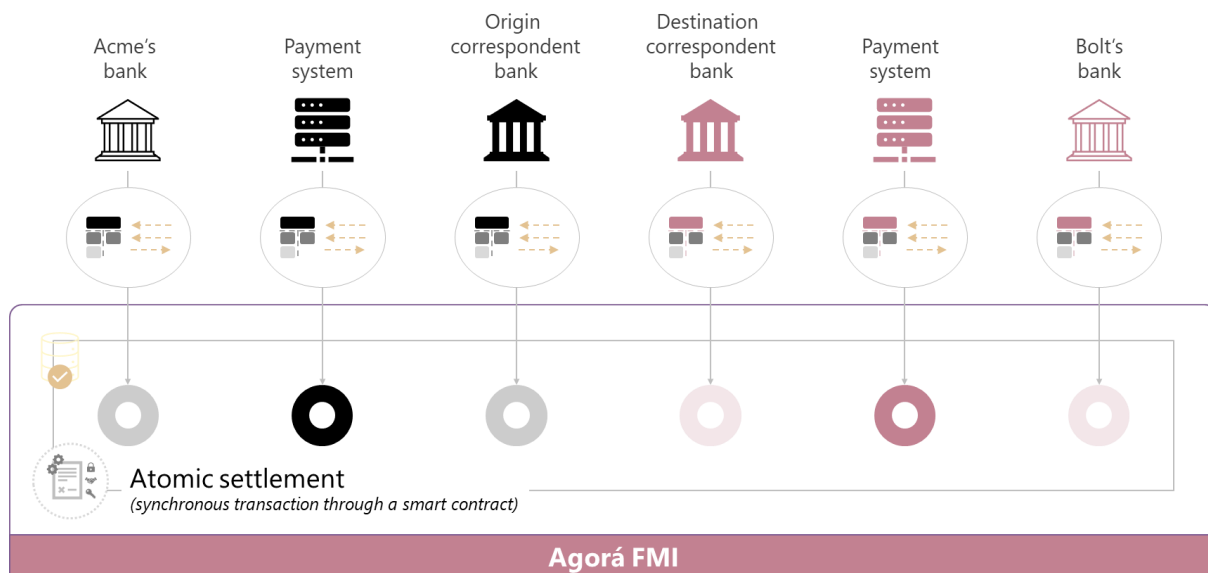 Acme's
bank
Payment
system
Origin
correspondent
bank
Destination
correspondent
bank
Payment
system
Bolt's
bank
Atomic settlement
(synchronous transaction through a smart contract)
Agorá FMI